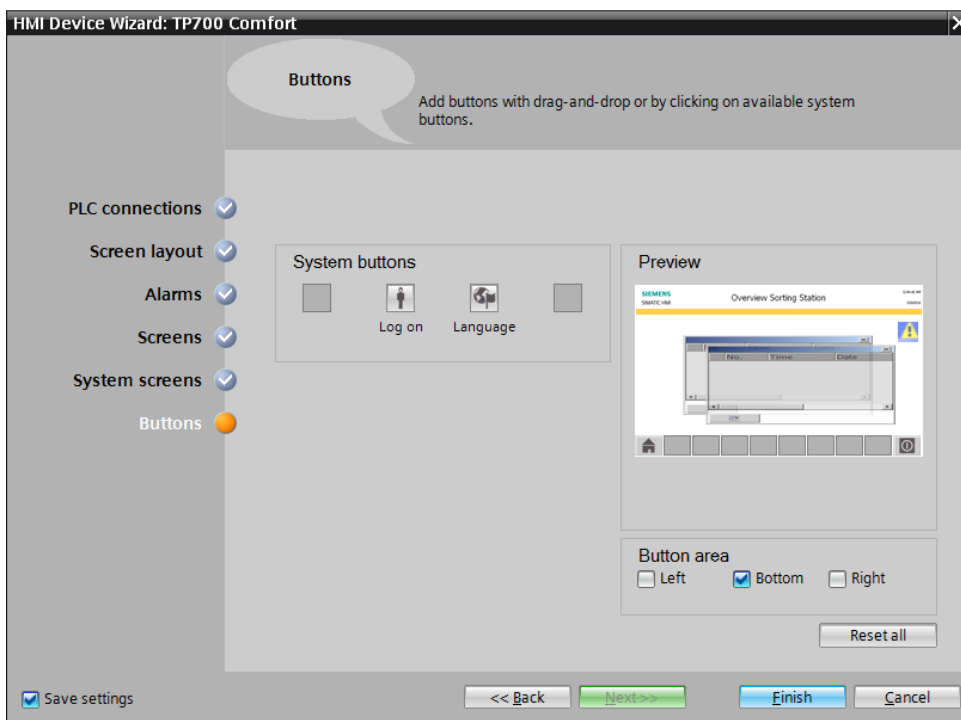 HMI Device Wizard: TP700 Comfort
Buttons
Add buttons with drag-and-drop or by clicking on available system
buttons.
PLC connections
Screen layout
Alarms
Screens
System screens
Buttons
System buttons
Log on
Language
Preview
SIEMENS
SIMATIC HMI
Overview Sorting Station
No. Time Date
Button area
Left
Bottom
Right
Reset all
Save settings
<< Back
Next >>
Finish
Cancel